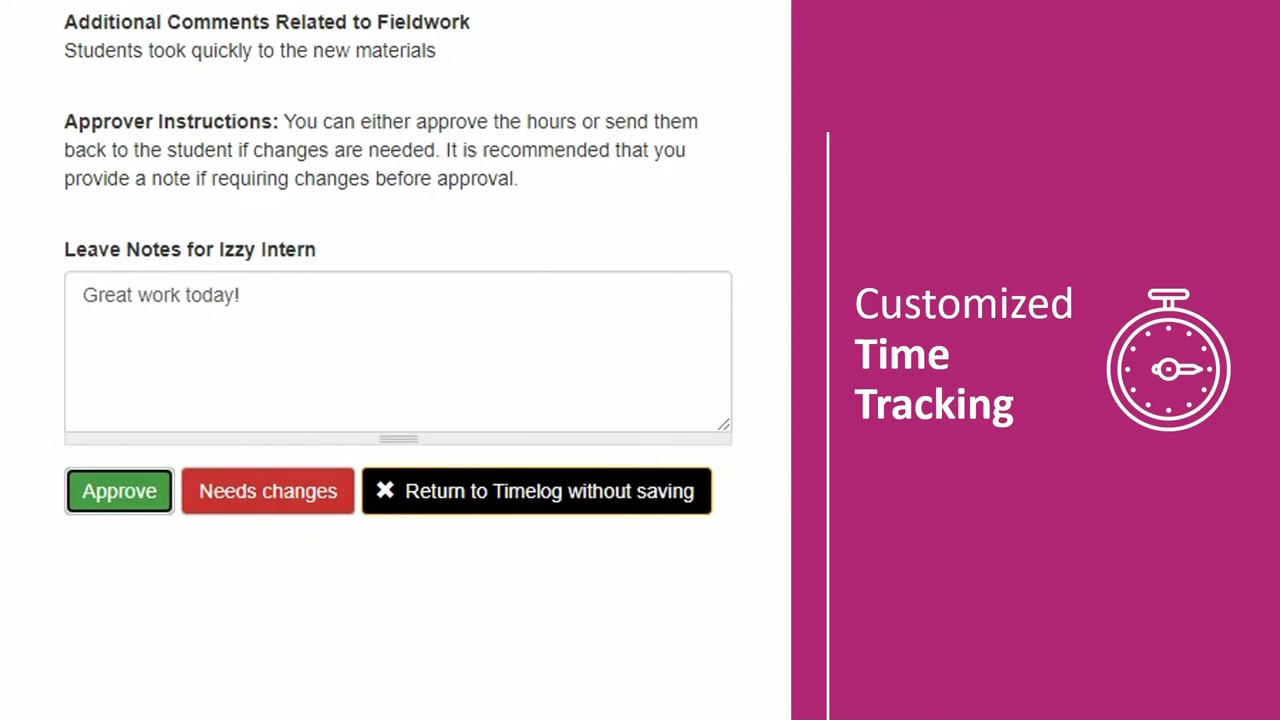 Additional Comments Related to Fieldwork
Students took quickly to the new materials
Approver Instructions: You can either approve the hours or send them
back to the student if changes are needed. It is recommended that you
provide a note if requiring changes before approval.
Leave Notes for Izzy Intern
Great work today!
Approve
Needs changes
Return to Timelog without saving
Customized
Time
Tracking